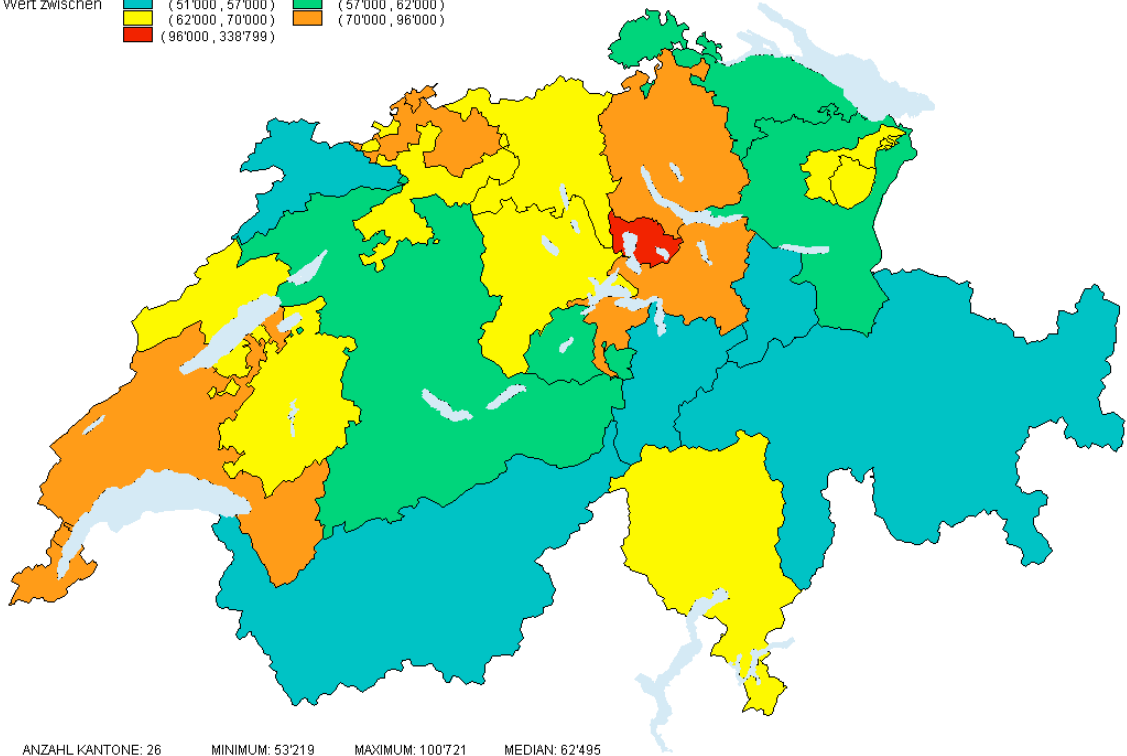 Wert zwischen (51'000 , 57'000) (57'000 , 62'000)
(62'000 , 70'000) (70'000 , 96'000)
(96'000 , 338'799)
ANZAHL KANTONE: 26 MINIMUM: 53'219 MAXIMUM: 100'721 MEDIAN: 62'495